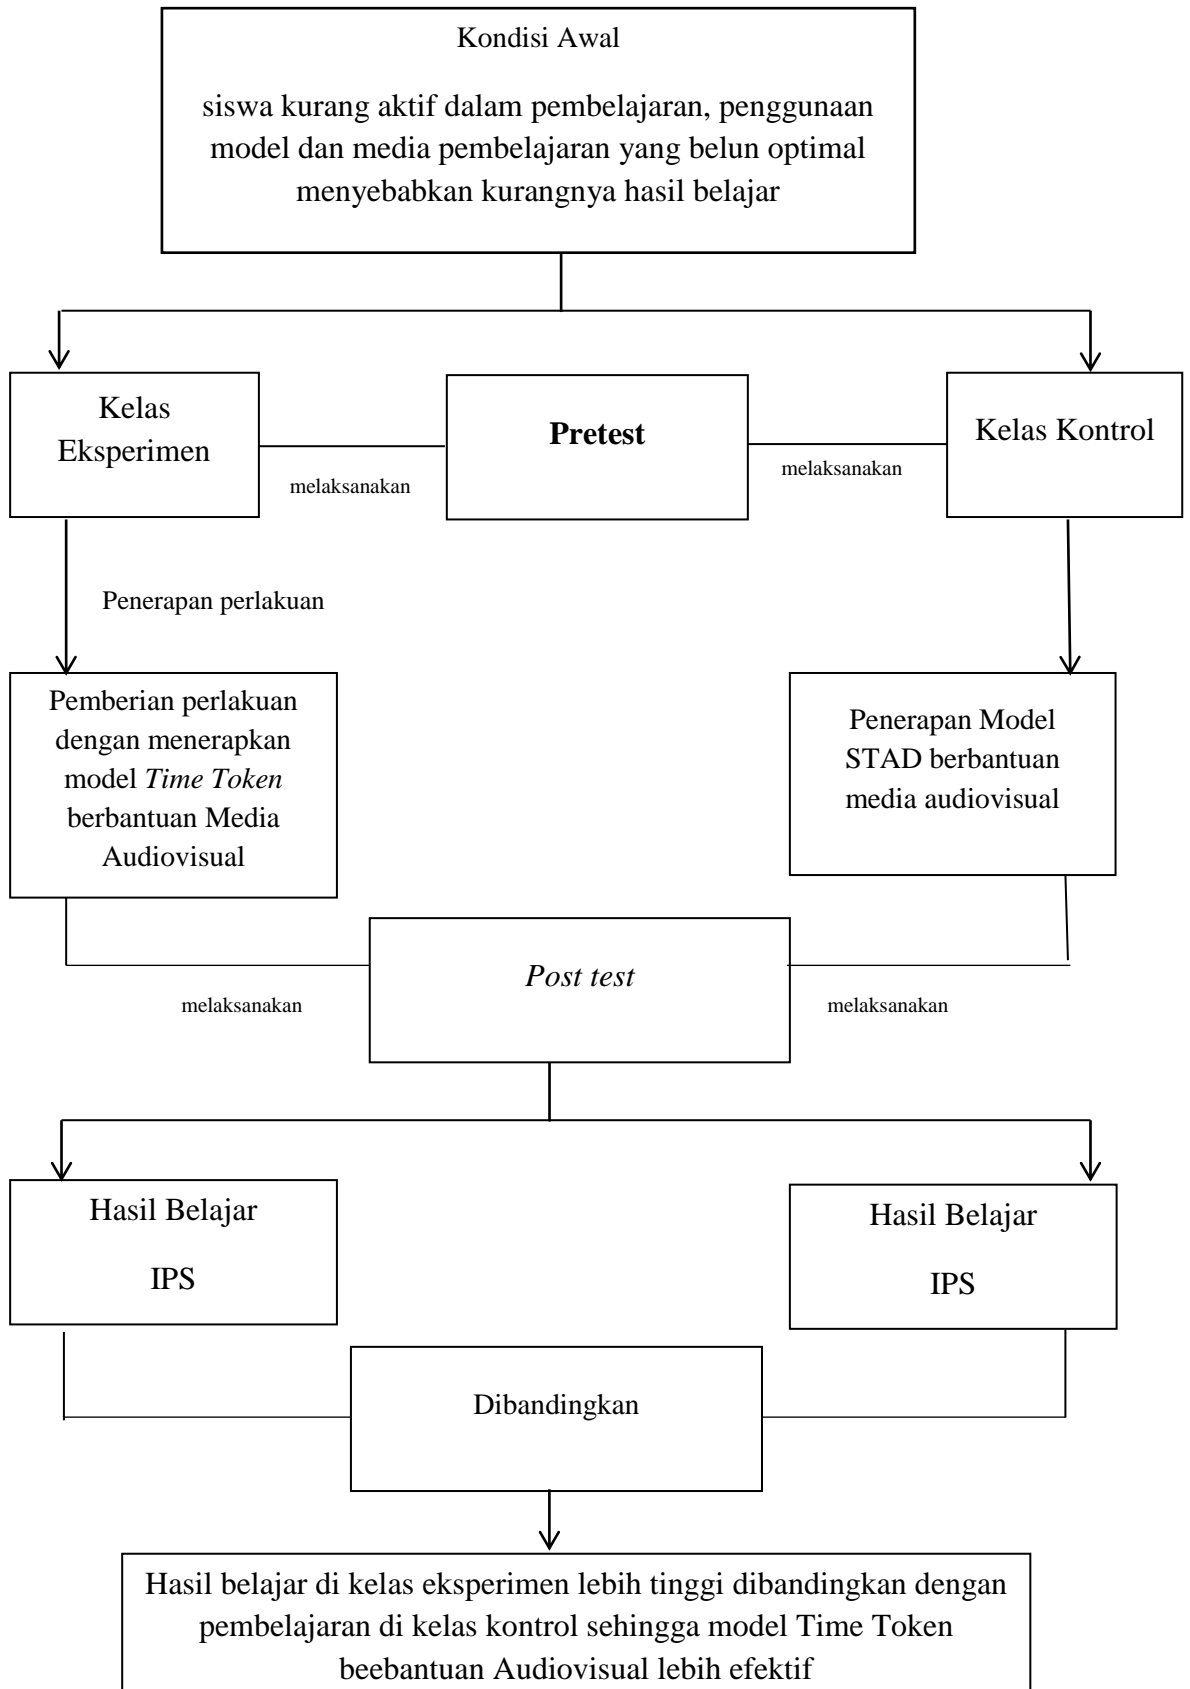 Kondisi Awal
siswa kurang aktif dalam pembelajaran, penggunaan
model dan media pembelajaran yang belun optimal
menyebabkan kurangnya hasil belajar
Kelas
Eksperimen
melaksanakan
Pretest
melaksanakan
Kelas Kontrol
Penerapan perlakuan
Pemberian perlakuan
dengan menerapkan
model Time Token
berbantuan Media
Audiovisual
Penerapan Model
STAD berbantuan
media audiovisual
Post test
melaksanakan
melaksanakan
Hasil Belajar
IPS
Hasil Belajar
IPS
Dibandingkan
Hasil belajar di kelas eksperimen lebih tinggi dibandingkan dengan
pembelajaran di kelas kontrol sehingga model Time Token
beebantuan Audiovisual lebih efektif